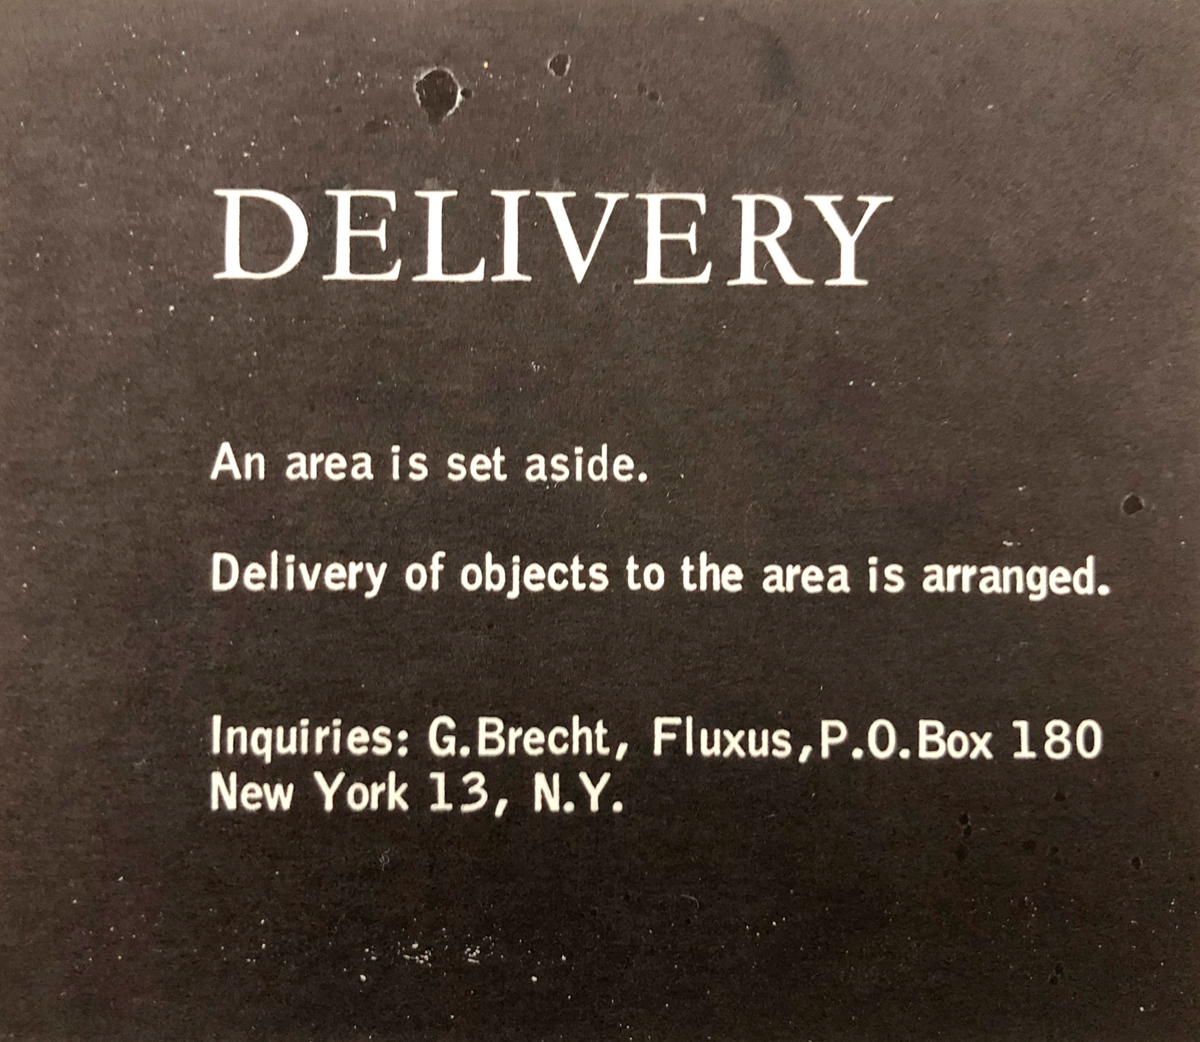 DELIVERY
An area is set aside.
Delivery of objects to the area is arranged.
Inquiries: G.Brecht, Fluxus,P.O.Box 180
New York 13, N.Y.